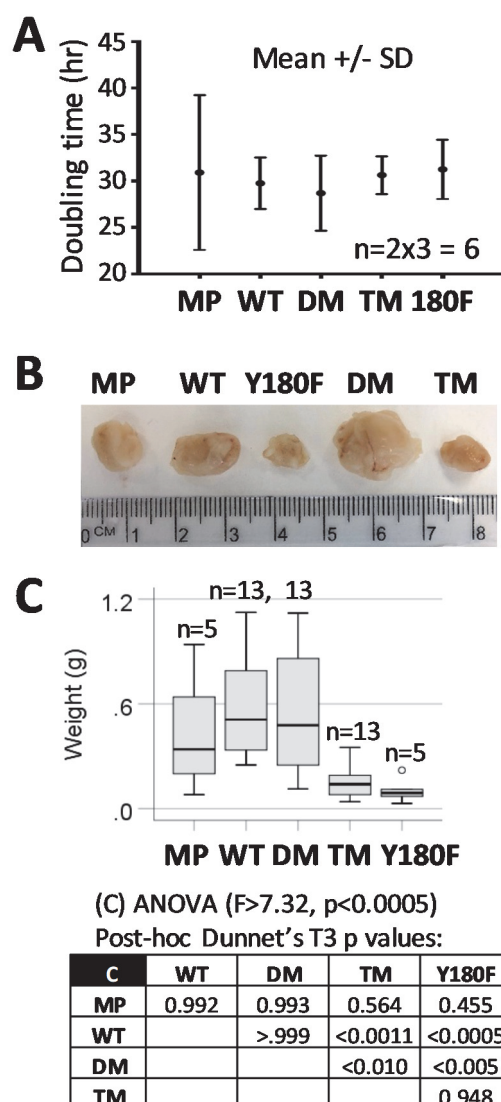 A
Doubling time (hr)
45
40
35
30
25
20
Mean +/- SD
n=2x3 = 6
MP WT DM TM 180F
B
MP WT Y180F DM TM
0 CM 1 2 3 4 5 6 7 8
C
Weight (g)
1.2
.6
.0
n=13, 13
n=5
n=13
n=5
MP WT DM TM Y180F
(C) ANOVA (F>7.32, p<0.0005)
Post-hoc Dunnet's T3 p values:
C WT DM TM Y180F
MP 0.992 0.993 0.564 0.455
WT >.999 <0.0011 <0.0005
DM <0.010 <0.005
TM 0.948